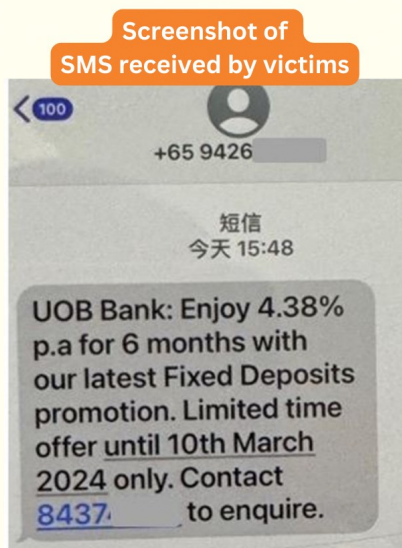 Screenshot of
SMS received by victims
100
+65 9426
短信
今天 15:48
UOB Bank: Enjoy 4.38%
p.a for 6 months with
our latest Fixed Deposits
promotion. Limited time
offer until 10th March
2024 only. Contact
8437
to enquire.